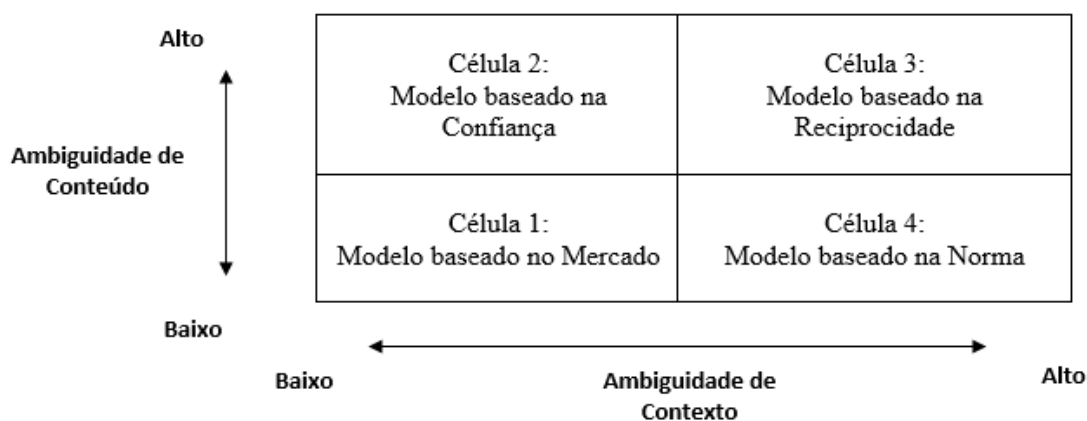 Alto
Célula 2:
Modelo baseado na
Confiança
Célula 3:
Modelo baseado na
Reciprocidade
Ambiguidade de
Conteúdo
Célula 1:
Modelo baseado no Mercado
Célula 4:
Modelo baseado na Norma
Baixo
Baixo
Ambiguidade de
Contexto
Alto